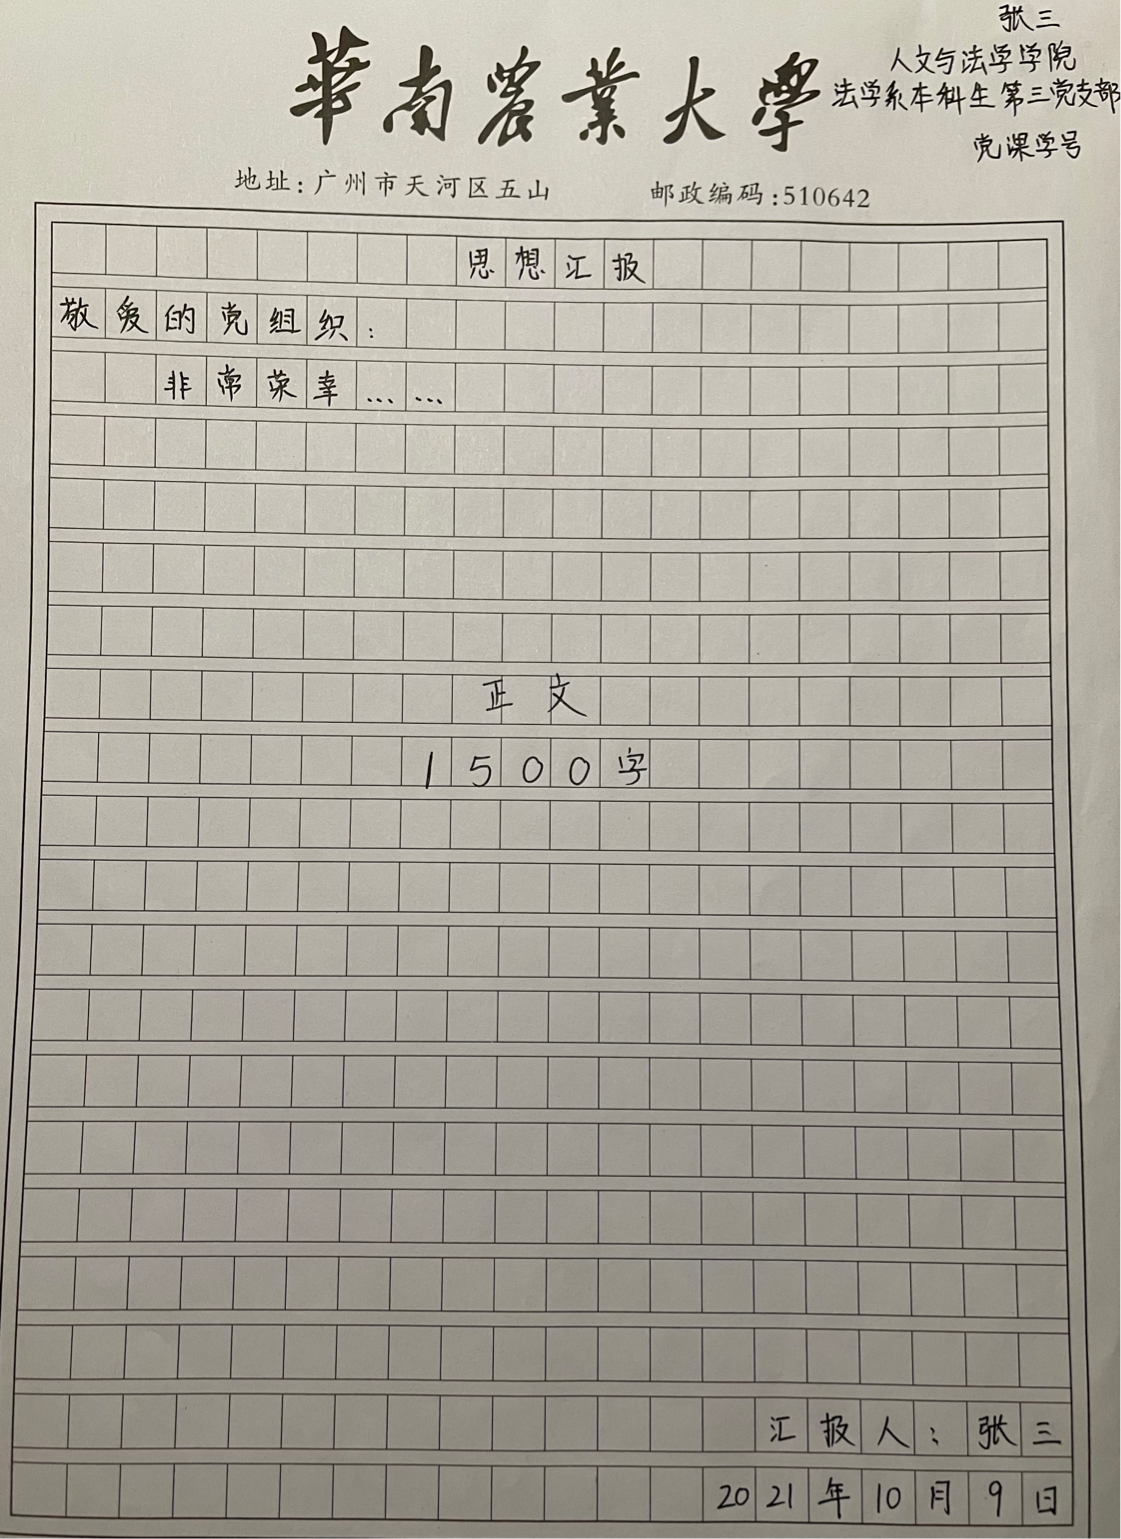 张三
人文与法学学院
法学系本科生第三党支部
党课学号
華南農業大學
地址:广州市天河区五山 邮政编码:510642
思想汇报
敬爱的党组织:
非常荣幸……
正文
1500字
汇报人:张三
2021年10月9日